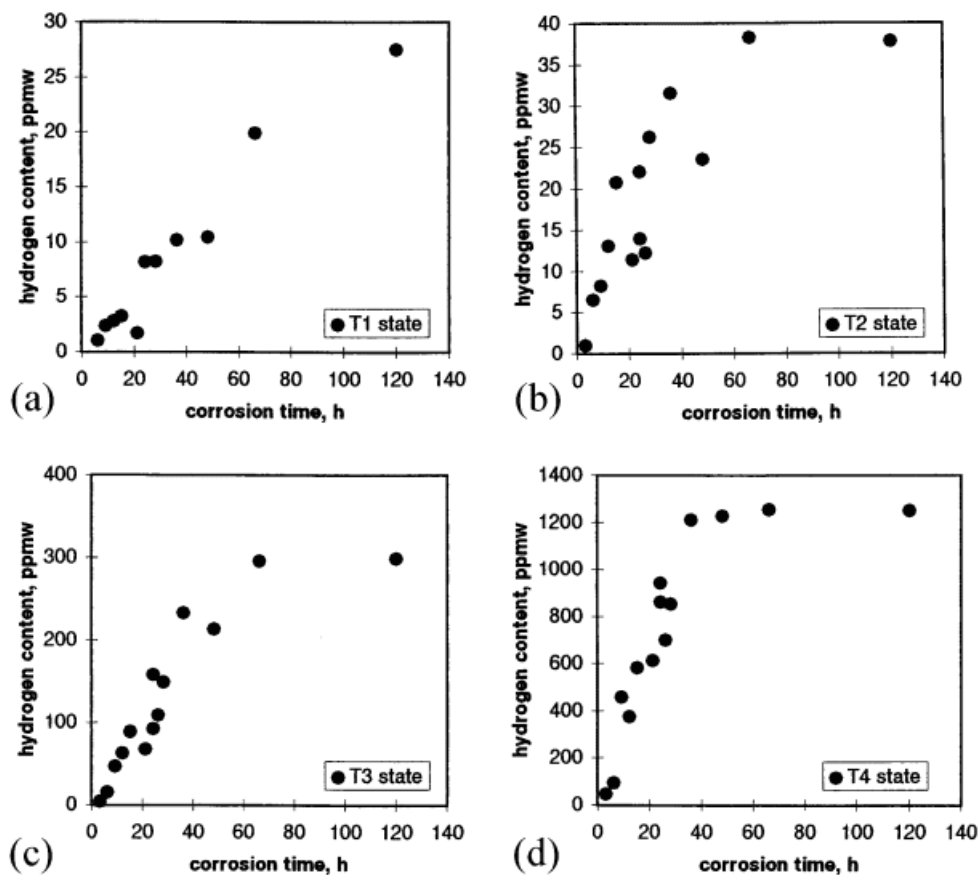 30
25
20
15
10
5
0
0 20 40 60 80 100 120 140
hydrogen content, ppmw
corrosion time, h
T1 state
(a)
40
35
30
25
20
15
10
5
0
0 20 40 60 80 100 120 140
hydrogen content, ppmw
corrosion time, h
T2 state
(b)
400
300
200
100
0
0 20 40 60 80 100 120 140
hydrogen content, ppmw
corrosion time, h
T3 state
(c)
1400
1200
1000
800
600
400
200
0
0 20 40 60 80 100 120 140
hydrogen content, ppmw
corrosion time, h
T4 state
(d)